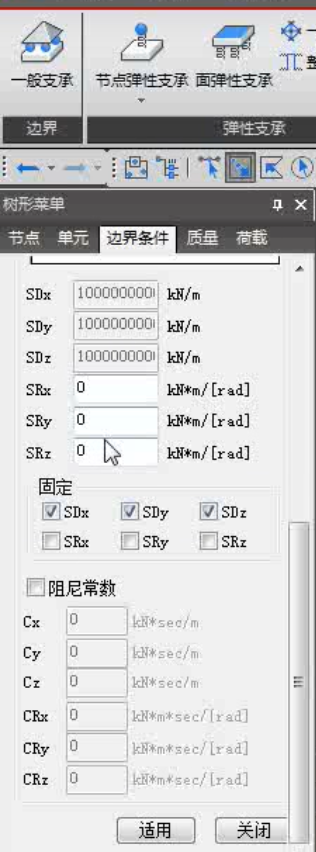 一般支承 节点弹性支承 面弹性支承
边界 弹性支承
树形菜单
节点 单元 边界条件 质量 荷载
SDx 100000000 kN/m
SDy 100000000 kN/m
SDz 100000000 kN/m
SRx 0 kN*m/[rad]
SRy 0 kN*m/[rad]
SRz 0 kN*m/[rad]
固定
SDx SDy SDz
SRx SRy SRz
阻尼常数
Cx 0 kN*sec/m
Cy 0 kN*sec/m
Cz 0 kN*sec/m
CRx 0 kN*m*sec/[rad]
CRy 0 kN*m*sec/[rad]
CRz 0 kN*m*sec/[rad]
适用 关闭